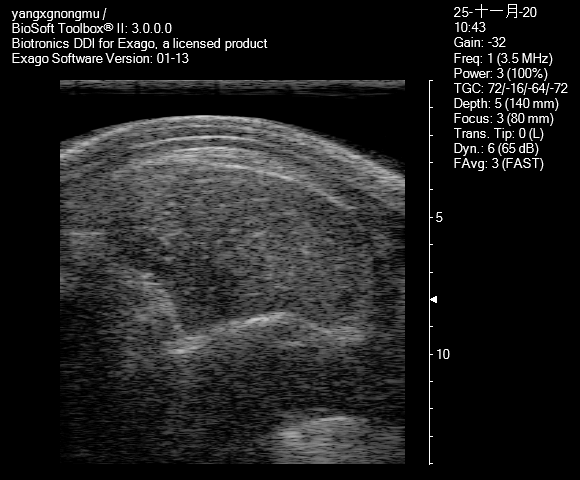 yangxgnongmu /
BioSoft Toolbox® II: 3.0.0.0
Biotronics DDI for Exago, a licensed product
Exago Software Version: 01-13
25-十一月-20
10:43
Gain: -32
Freq: 1 (3.5 MHz)
Power: 3 (100%)
TGC: 72/-16/-64/-72
Depth: 5 (140 mm)
Focus: 3 (80 mm)
Trans. Tip: 0 (L)
Dyn.: 6 (65 dB)
FAvg: 3 (FAST)
5
10